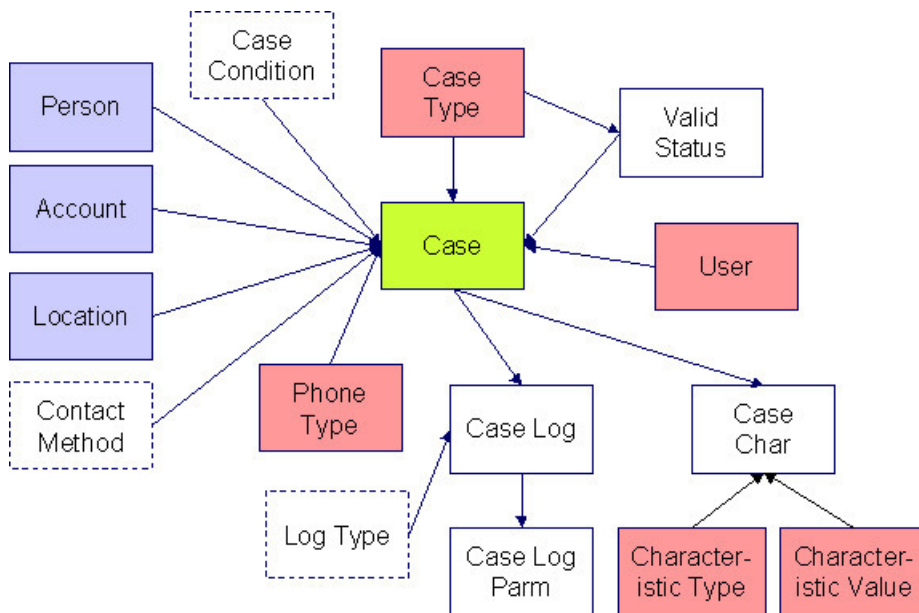 Case
Condition
Case
Type
Person
Valid
Status
Account
Case
User
Location
Contact
Method
Phone
Type
Case Log
Case
Char
Log Type
Case Log
Parm
Character-
istic Type
Character-
istic Value